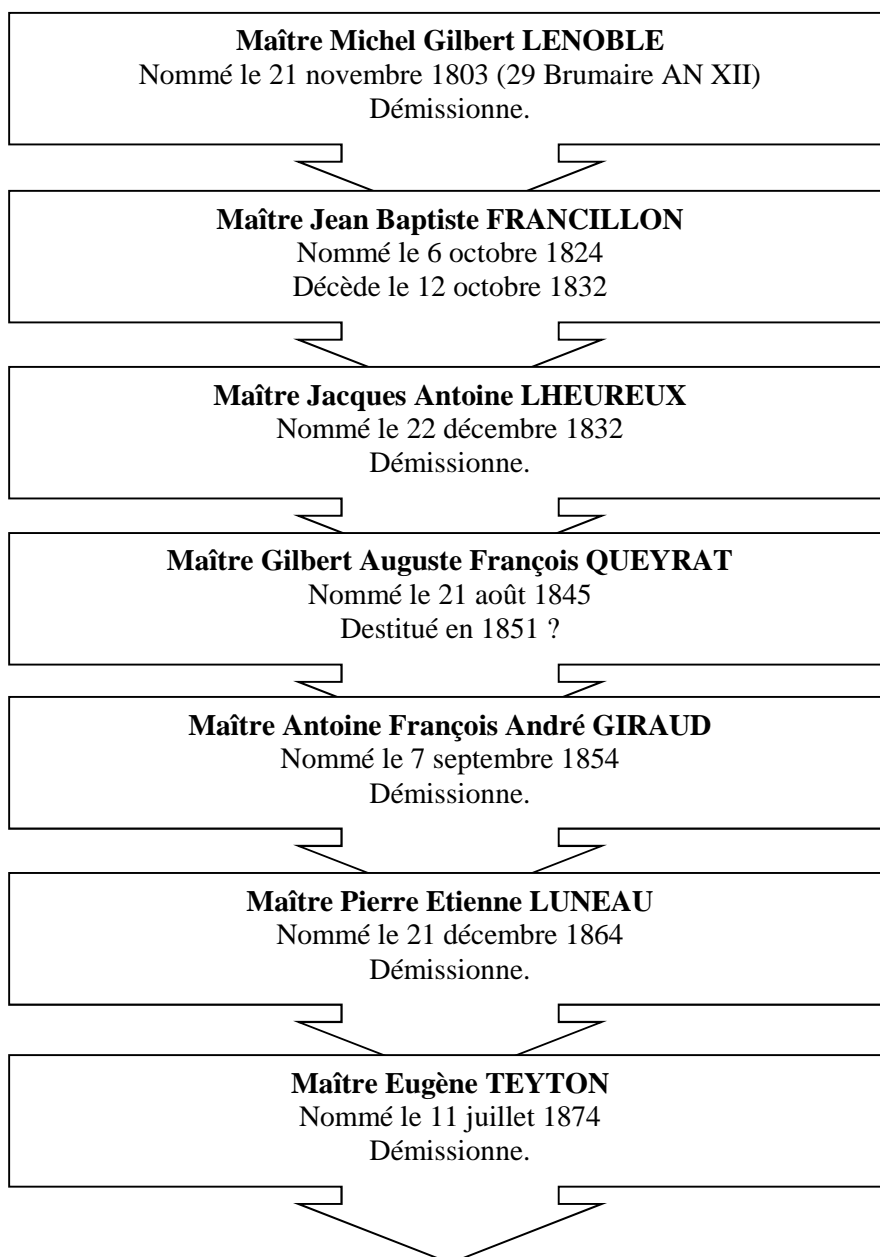 Maître Michel Gilbert LENOBLE
Nommé le 21 novembre 1803 (29 Brumaire AN XII)
Démissionne.
Maître Jean Baptiste FRANCILLON
Nommé le 6 octobre 1824
Décède le 12 octobre 1832
Maître Jacques Antoine LHEUREUX
Nommé le 22 décembre 1832
Démissionne.
Maître Gilbert Auguste François QUEYRAT
Nommé le 21 août 1845
Destitué en 1851 ?
Maître Antoine François André GIRAUD
Nommé le 7 septembre 1854
Démissionne.
Maître Pierre Etienne LUNEAU
Nommé le 21 décembre 1864
Démissionne.
Maître Eugène TEYTON
Nommé le 11 juillet 1874
Démissionne.